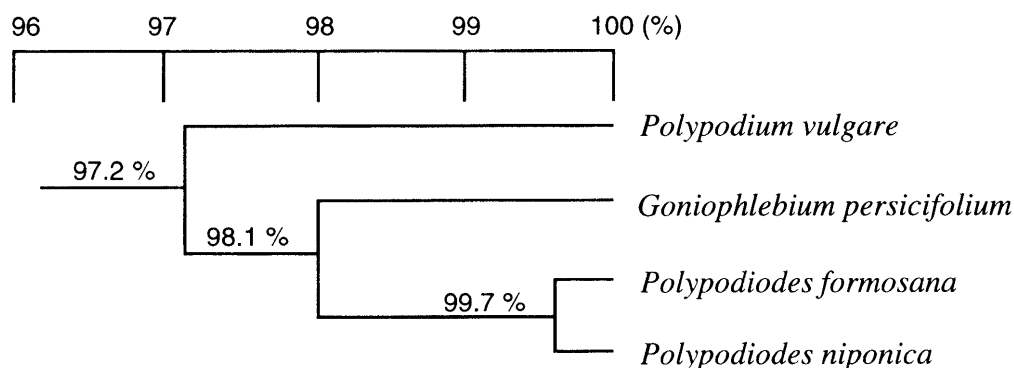 96 97 98 99 100 (%)
Polypodium vulgare
97.2 %
Goniophlebium persicifolium
98.1 %
Polypodiodes formosana
99.7 %
Polypodiodes niponica